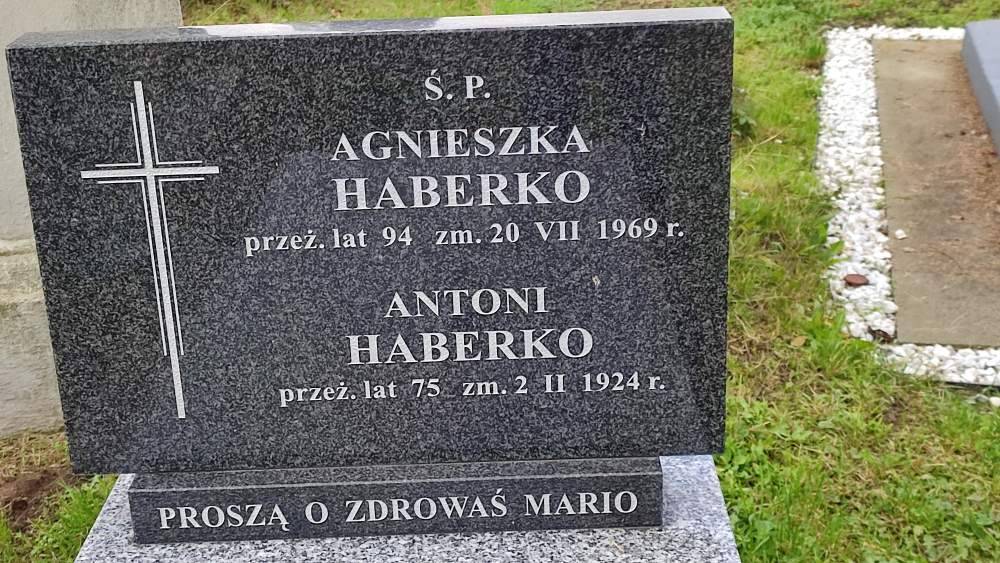 Ś. P.
AGNIESZKA
HABERKO
przeż. lat 94 zm. 20 VII 1969 r.
ANTONI
HABERKO
przeż. lat 75 zm. 2 II 1924 r.
PROSZĄ O ZDROWAŚ MARIO